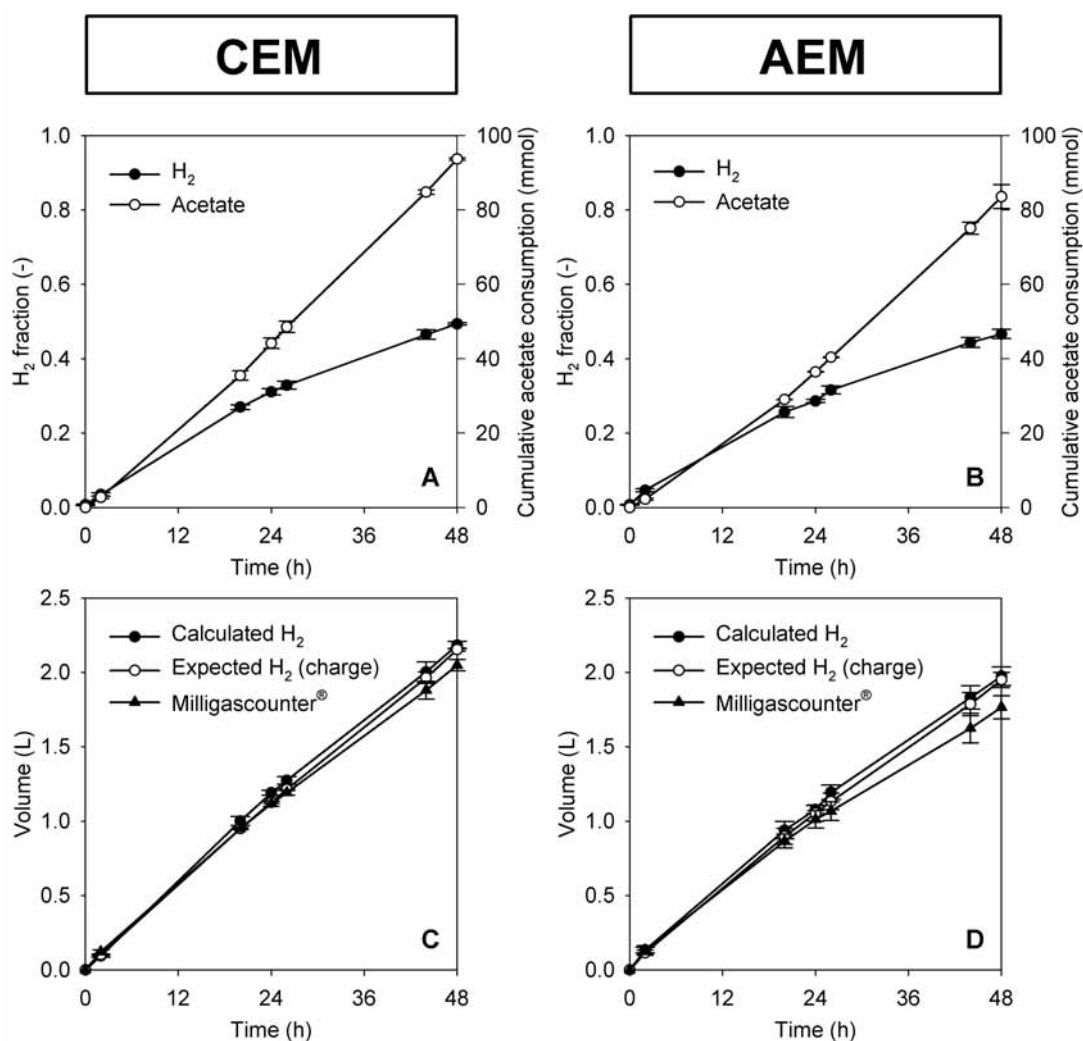 CEM
AEM
H2
Acetate
1.0
0.8
0.6
0.4
0.2
0.0
H2 fraction (-)
100
80
60
40
20
0
Cumulative acetate consumption (mmol)
A
0 12 24 36 48
Time (h)
H2
Acetate
1.0
0.8
0.6
0.4
0.2
0.0
H2 fraction (-)
100
80
60
40
20
0
Cumulative acetate consumption (mmol)
B
0 12 24 36 48
Time (h)
Calculated H2
Expected H2 (charge)
Milligascounter®
2.5
2.0
1.5
1.0
0.5
0.0
Volume (L)
C
0 12 24 36 48
Time (h)
Calculated H2
Expected H2 (charge)
Milligascounter®
2.5
2.0
1.5
1.0
0.5
0.0
Volume (L)
D
0 12 24 36 48
Time (h)